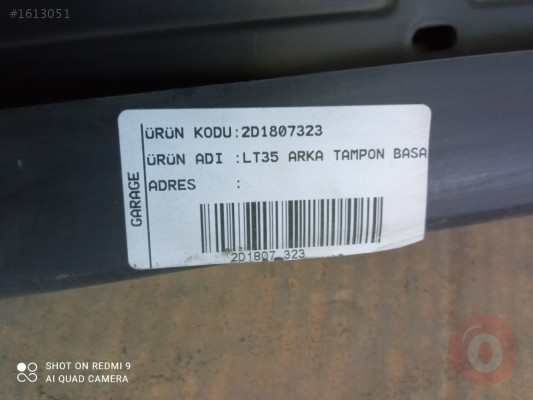 #1613051
ÜRÜN KODU:2D1807323
ÜRÜN ADI :LT35 ARKA TAMPON BASA
ADRES :
GARAGE
2D1807 323
SHOT ON REDMI 9
AI QUAD CAMERA